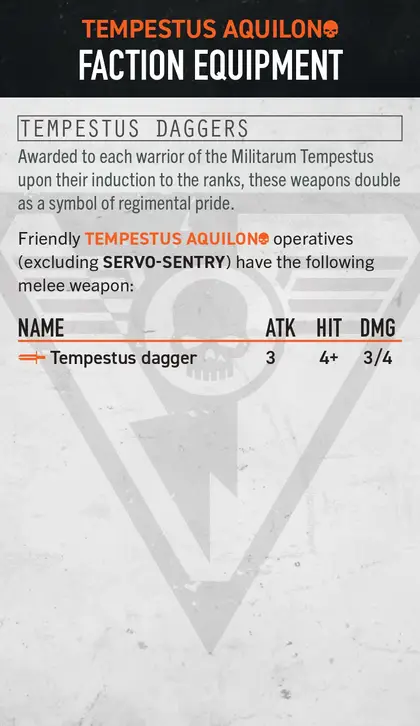 TEMPESTUS AQUILON
FACTION EQUIPMENT
TEMPESTUS DAGGERS
Awarded to each warrior of the Militarum Tempestus
upon their induction to the ranks, these weapons double
as a symbol of regimental pride.
Friendly TEMPESTUS AQUILON operatives
(excluding SERVO-SENTRY) have the following
melee weapon:
NAME ATK HIT DMG
Tempestus dagger 3 4+ 3/4